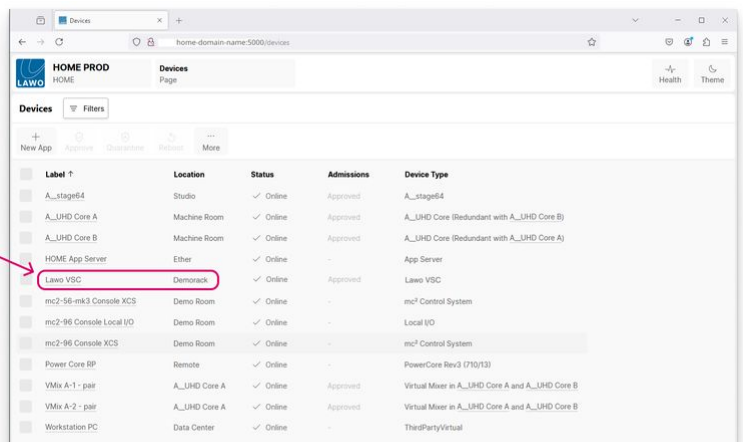 Devices
home-domain-name:5000/devices
LAWO
HOME PROD
HOME
Devices
Page
Health
Theme
Devices
Filters
New App Approve Quarantine Reboot More
Label ↑ Location Status Admissions Device Type
A__stage64 Studio Online Approved A__stage64
A__UHD Core A Machine Room Online Approved A__UHD Core (Redundant with A__UHD Core B)
A__UHD Core B Machine Room Online Approved A__UHD Core (Redundant with A__UHD Core A)
HOME App Server Ether Online - App Server
Lawo VSC Demorack Online Approved Lawo VSC
mc2-56-mk3 Console XCS Demo Room Online - mc² Control System
mc2-96 Console Local I/O Demo Room Online - Local I/O
mc2-96 Console XCS Demo Room Online - mc² Control System
Power Core RP Remote Online - PowerCore Rev3 (710/13)
VMix A-1 - pair A__UHD Core A Online Approved Virtual Mixer in A__UHD Core A and A__UHD Core B
VMix A-2 - pair A__UHD Core A Online Approved Virtual Mixer in A__UHD Core A and A__UHD Core B
Workstation PC Data Center Online - ThirdPartyVirtual